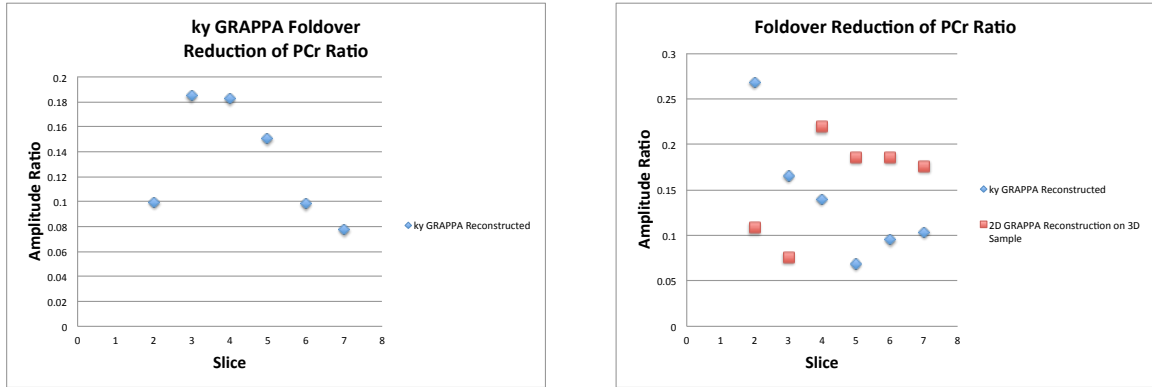 ky GRAPPA Foldover
Reduction of PCr Ratio
0.2
0.18
0.16
0.14
0.12
0.1
0.08
0.06
0.04
0.02
0
Amplitude Ratio
0 1 2 3 4 5 6 7 8
Slice
ky GRAPPA Reconstructed
Foldover Reduction of PCr Ratio
0.3
0.25
0.2
0.15
0.1
0.05
0
Amplitude Ratio
0 1 2 3 4 5 6 7 8
Slice
ky GRAPPA Reconstructed
2D GRAPPA Reconstruction on 3D
Sample